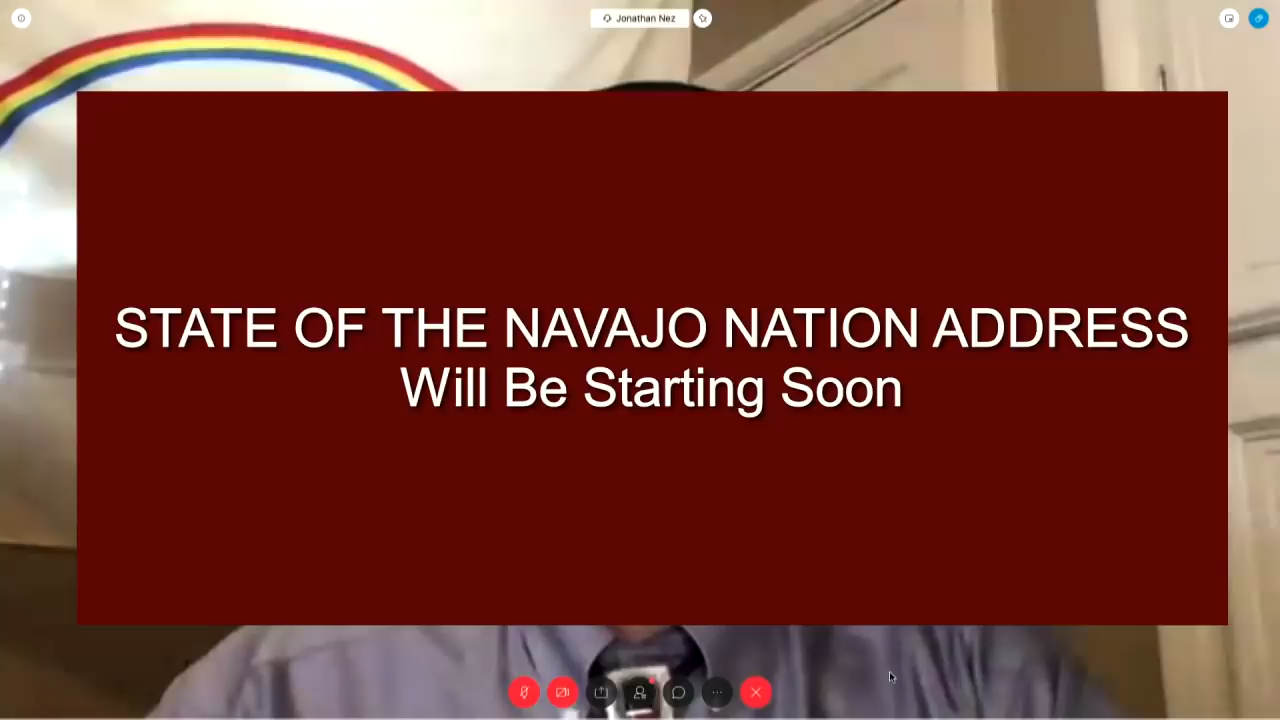 Jonathan Nez
STATE OF THE NAVAJO NATION ADDRESS
Will Be Starting Soon